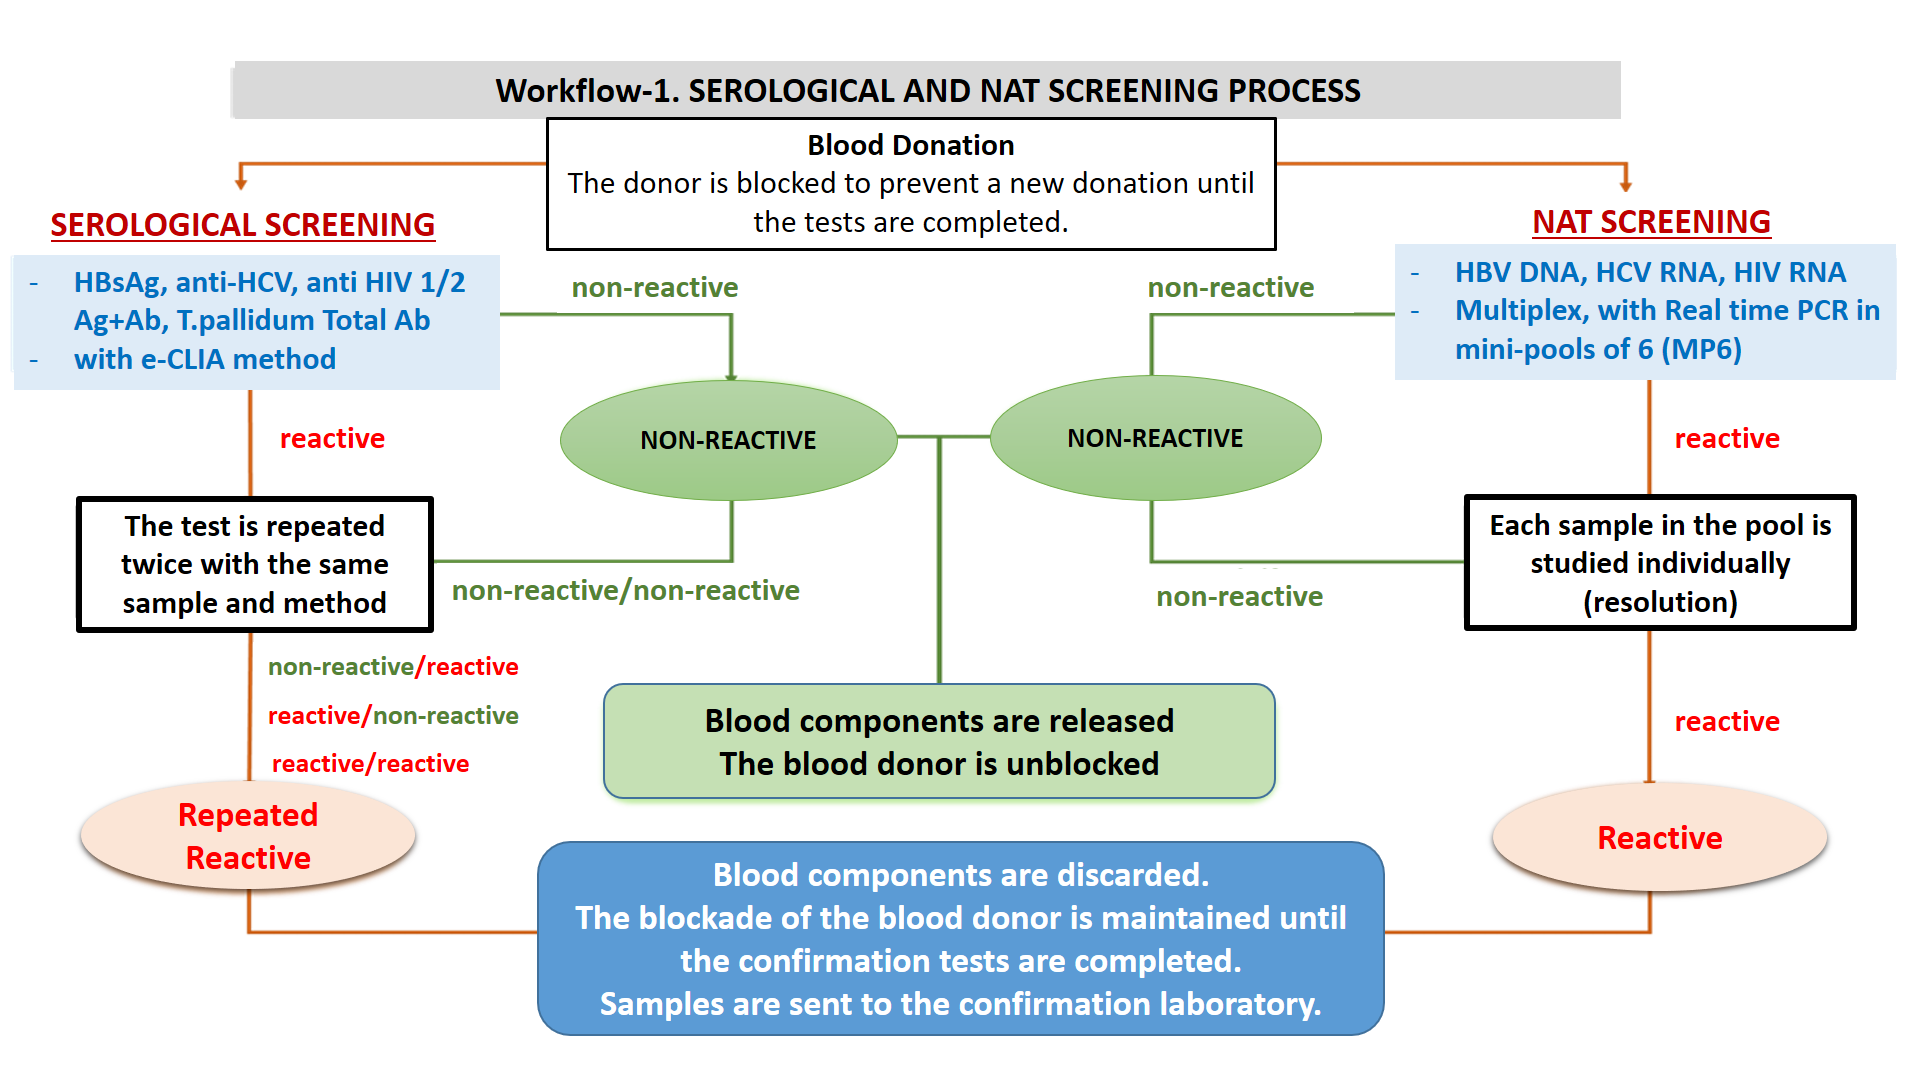 Workflow-1. SEROLOGICAL AND NAT SCREENING PROCESS
Blood Donation
The donor is blocked to prevent a new donation until
the tests are completed.
SEROLOGICAL SCREENING
- HBsAg, anti-HCV, anti HIV 1/2
Ag+Ab, T.pallidum Total Ab
- with e-CLIA method
NAT SCREENING
- HBV DNA, HCV RNA, HIV RNA
- Multiplex, with Real time PCR in
mini-pools of 6 (MP6)
non-reactive
non-reactive
NON-REACTIVE
NON-REACTIVE
reactive
reactive
The test is repeated
twice with the same
sample and method
non-reactive/non-reactive
non-reactive
Each sample in the pool is
studied individually
(resolution)
non-reactive/reactive
reactive/non-reactive
reactive/reactive
Blood components are released
The blood donor is unblocked
reactive
Repeated
Reactive
Reactive
Blood components are discarded.
The blockade of the blood donor is maintained until
the confirmation tests are completed.
Samples are sent to the confirmation laboratory.